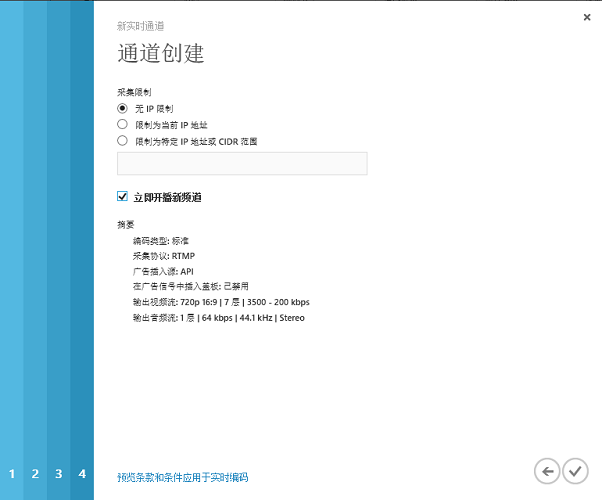 新实时通道
通道创建
采集限制
无 IP 限制
限制为当前 IP 地址
限制为特定 IP 地址或 CIDR 范围
立即开播新频道
摘要
编码类型: 标准
采集协议: RTMP
广告插入源: API
在广告信号中插入盖板: 已禁用
输出视频流: 720p 16:9 | 7 层 | 3500 - 200 kbps
输出音频流: 1 层 | 64 kbps | 44.1 kHz | Stereo
1 2 3 4
预览条款和条件应用于实时编码